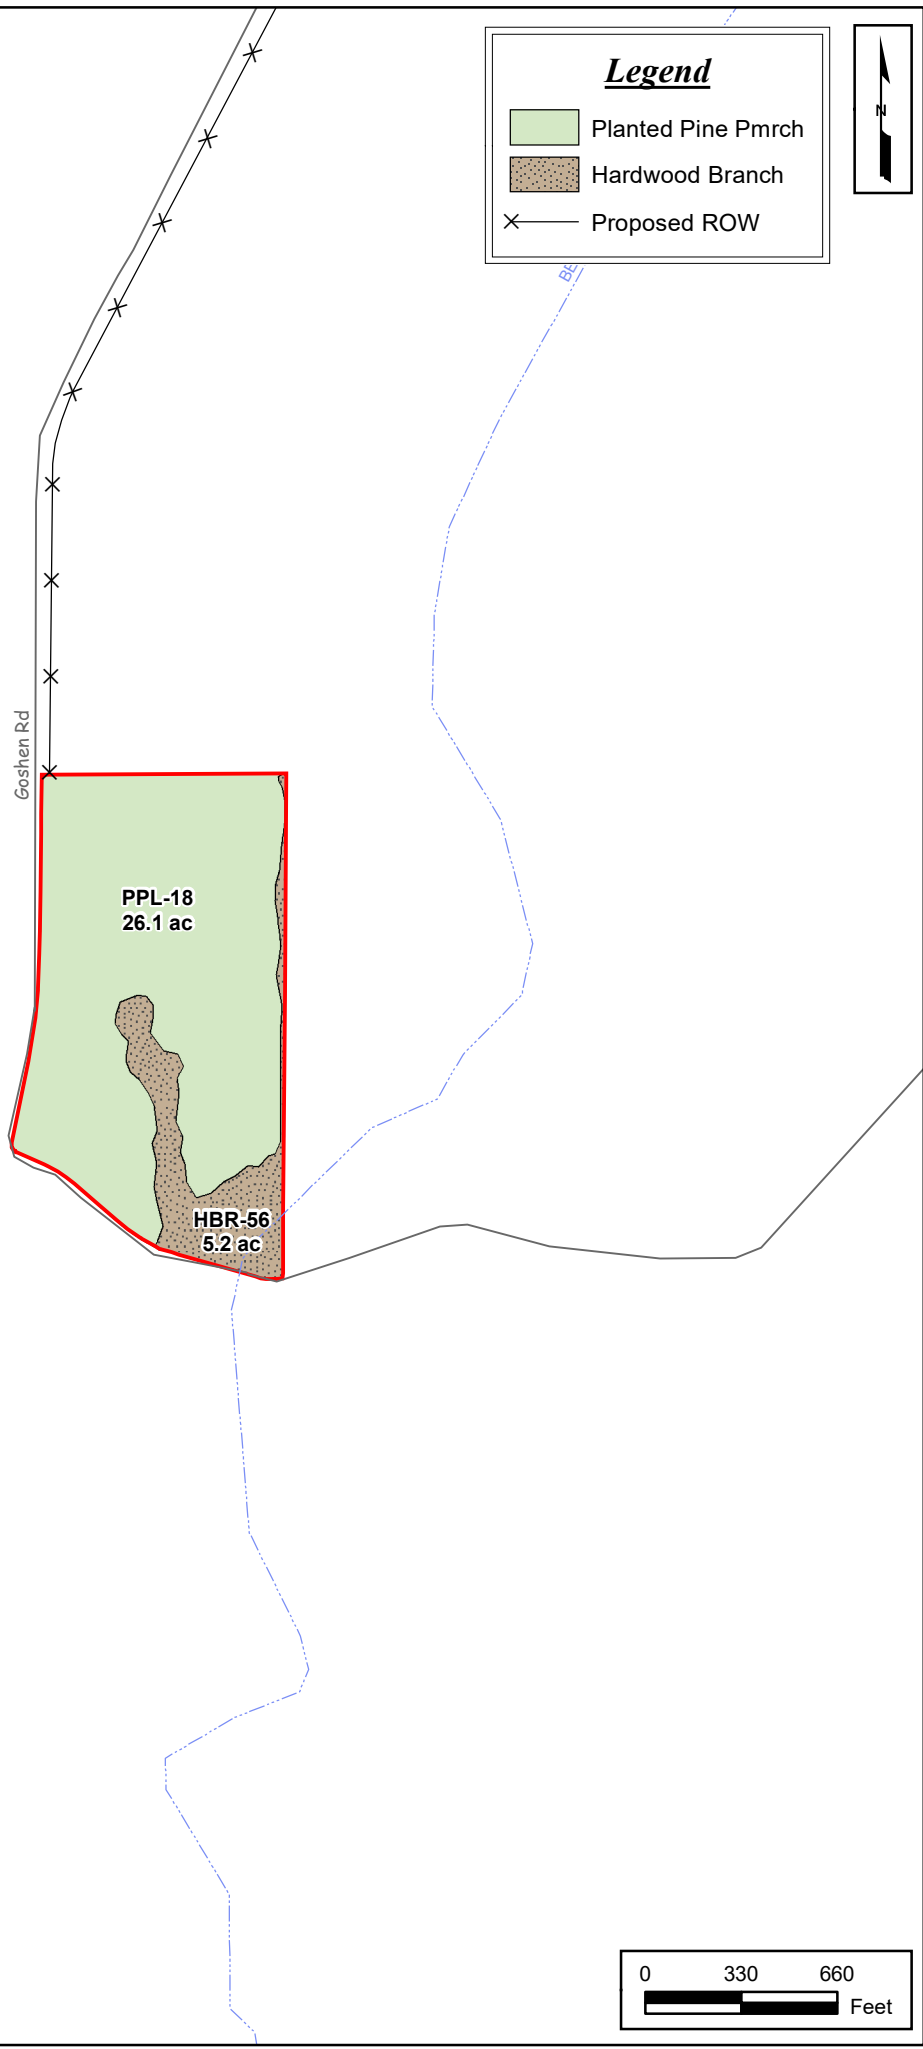 Legend
Planted Pine Pmrch
Hardwood Branch
Proposed ROW
N
BE
Goshen Rd
PPL-18
26.1 ac
HBR-56
5.2 ac
0 330 660
Feet